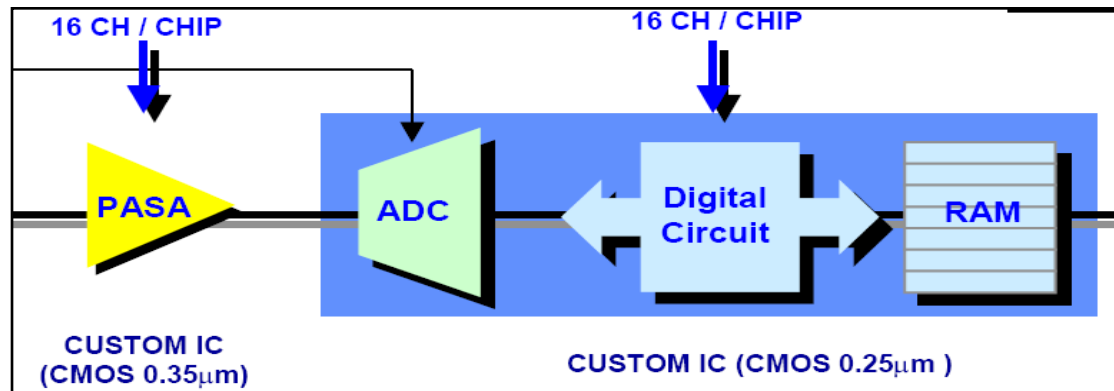 16 CH / CHIP
16 CH / CHIP
PASA
ADC
Digital
Circuit
RAM
CUSTOM IC
(CMOS 0.35μm)
CUSTOM IC (CMOS 0.25μm )